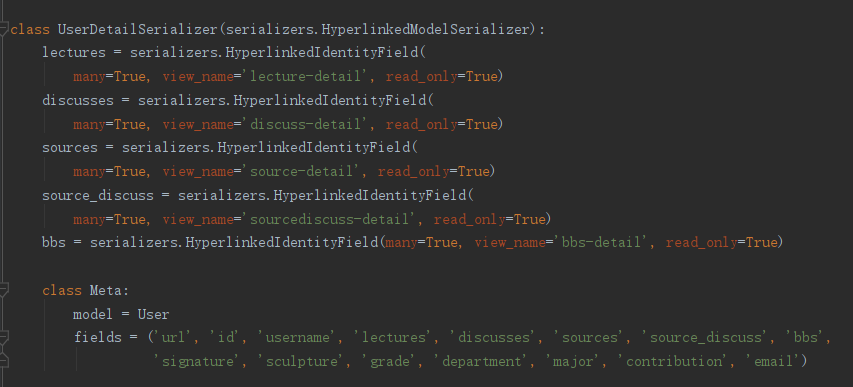 class UserDetailSerializer(serializers.HyperlinkedModelSerializer):
    lectures = serializers.HyperlinkedIdentityField(
        many=True, view_name='lecture-detail', read_only=True)
    discusses = serializers.HyperlinkedIdentityField(
        many=True, view_name='discuss-detail', read_only=True)
    sources = serializers.HyperlinkedIdentityField(
        many=True, view_name='source-detail', read_only=True)
    source_discuss = serializers.HyperlinkedIdentityField(
        many=True, view_name='sourcediscuss-detail', read_only=True)
    bbs = serializers.HyperlinkedIdentityField(many=True, view_name='bbs-detail', read_only=True)

    class Meta:
        model = User
        fields = ('url', 'id', 'username', 'lectures', 'discusses', 'sources', 'source_discuss', 'bbs',
                  'signature', 'sculpture', 'grade', 'department', 'major', 'contribution', 'email')